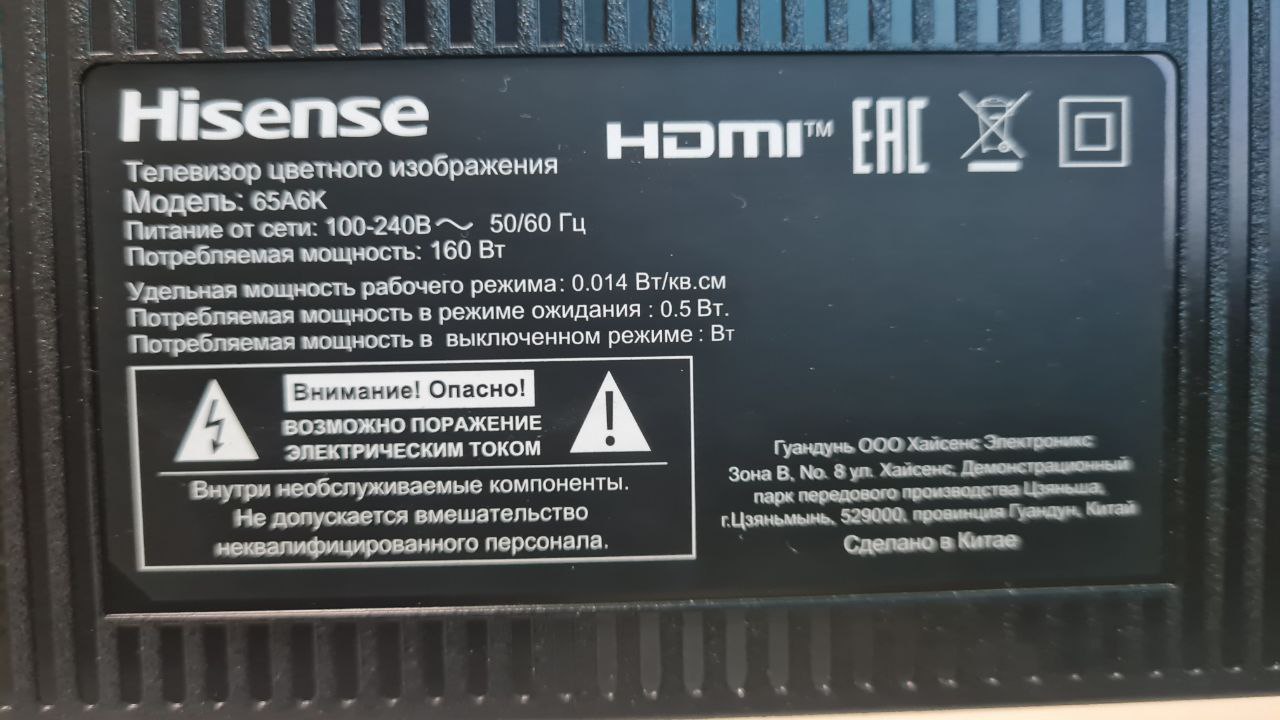 Hisense
HDMI™ EAC
Телевизор цветного изображения
Модель: 65A6K
Питание от сети: 100-240В～ 50/60 Гц
Потребляемая мощность: 160 Вт
Удельная мощность рабочего режима: 0.014 Вт/кв.см
Потребляемая мощность в режиме ожидания : 0.5 Вт.
Потребляемая мощность в выключенном режиме : Вт
Внимание! Опасно!
ВОЗМОЖНО ПОРАЖЕНИЕ
ЭЛЕКТРИЧЕСКИМ ТОКОМ
Внутри необслуживаемые компоненты.
Не допускается вмешательство
неквалифицированного персонала.
Гуандунь ООО Хайсенс Электроникс
Зона B, No. 8 ул. Хайсенс, Демонстрационный
парк передового производства Цзяньша,
г.Цзяньмынь, 529000, провинция Гуандун, Китай
Сделано в Китае